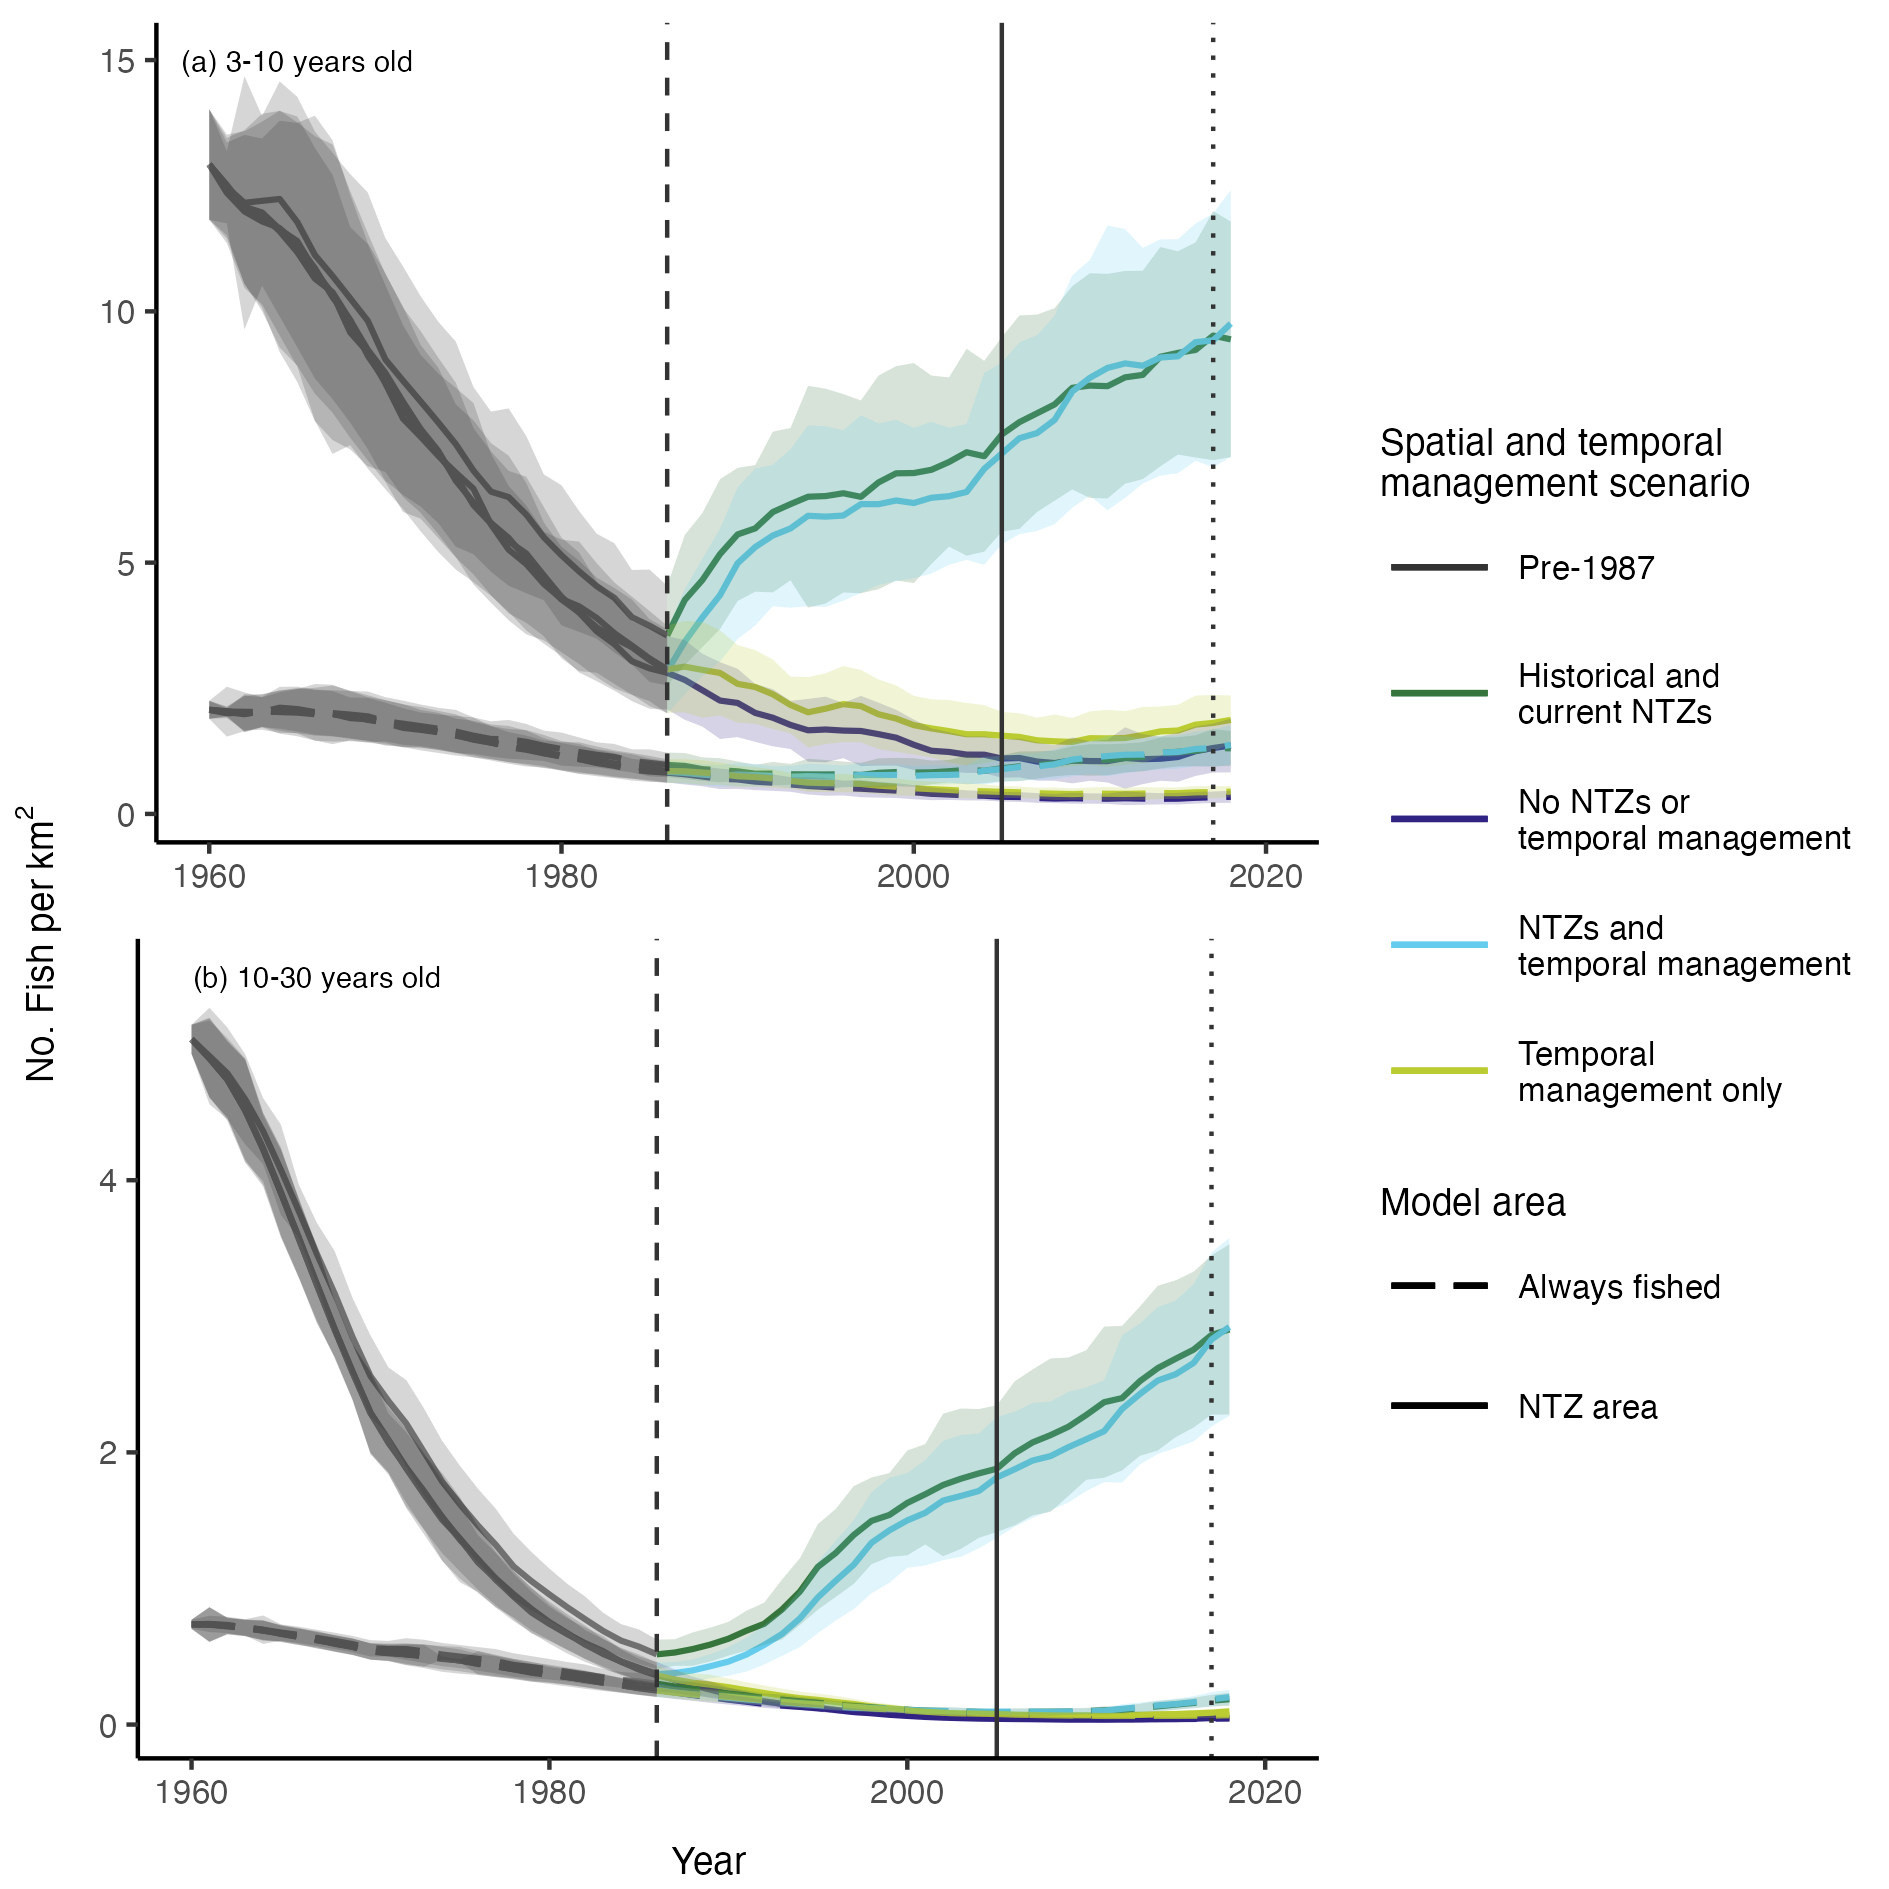 (a) 3-10 years old
15
10
5
0
1960 1980 2000 2020
No. Fish per km²
(b) 10-30 years old
4
2
0
1960 1980 2000 2020
Year
Spatial and temporal
management scenario
Pre-1987
Historical and
current NTZs
No NTZs or
temporal management
NTZs and
temporal management
Temporal
management only
Model area
Always fished
NTZ area